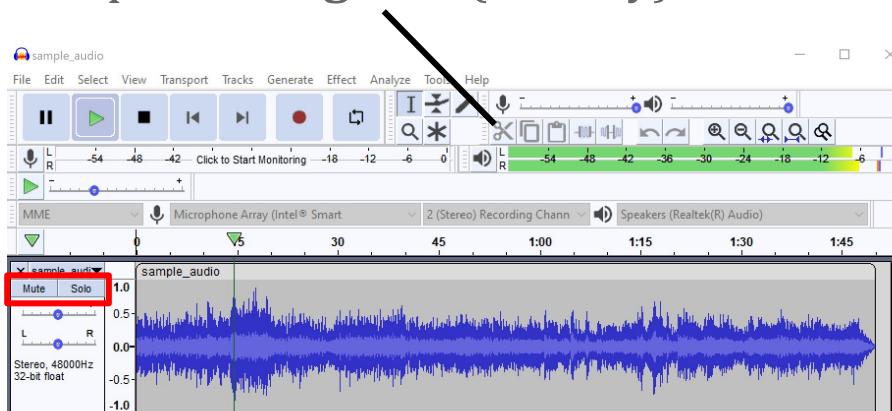 sample_audio
File Edit Select View Transport Tracks Generate Effect Analyze Tools Help
L R -54 -48 -42 Click to Start Monitoring -18 -12 -6 0
L R -54 -48 -42 -36 -30 -24 -18 -12 -6
MME Microphone Array (Intel® Smart 2 (Stereo) Recording Chann Speakers (Realtek(R) Audio)
0 30 45 1:00 1:15 1:30 1:45
sample_audio
Mute Solo 1.0
0.5
L R 0.0
Stereo, 48000Hz
32-bit float -0.5
-1.0